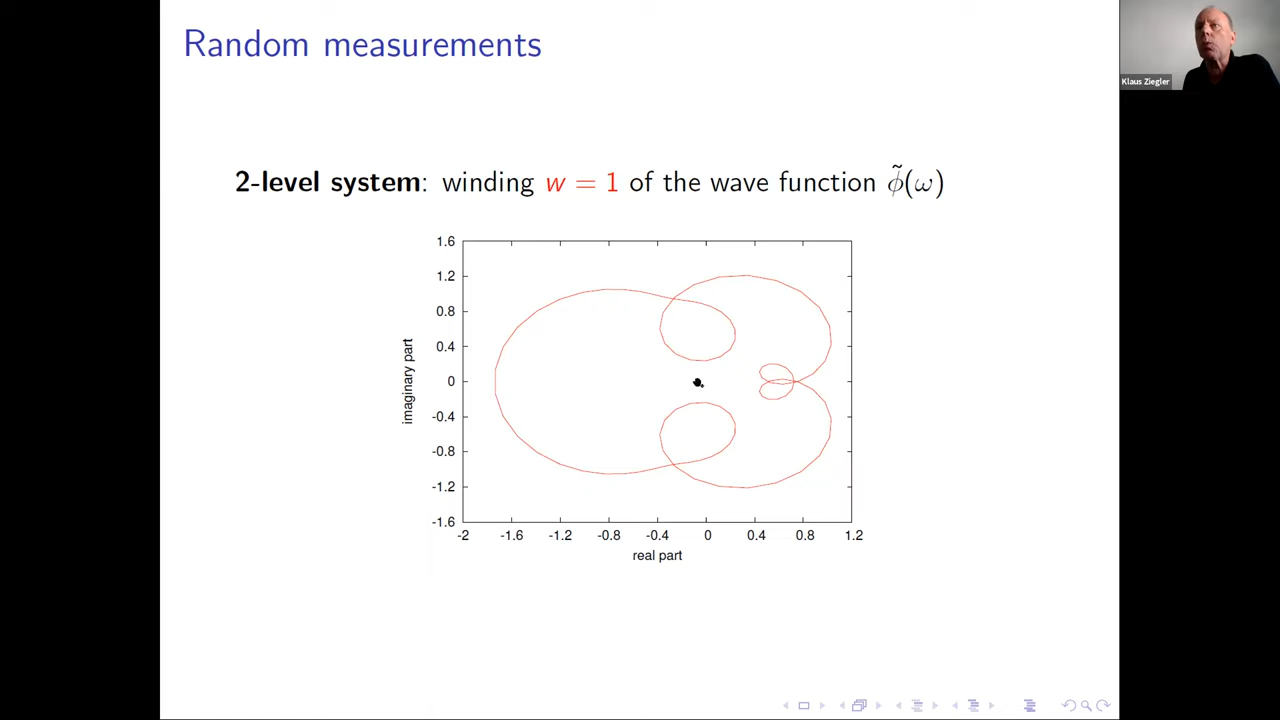 Random measurements
Klaus Ziegler
2-level system: winding w = 1 of the wave function ϕ̃(ω)
1.6
1.2
0.8
0.4
0
-0.4
-0.8
-1.2
-1.6
imaginary part
-2 -1.6 -1.2 -0.8 -0.4 0 0.4 0.8 1.2
real part